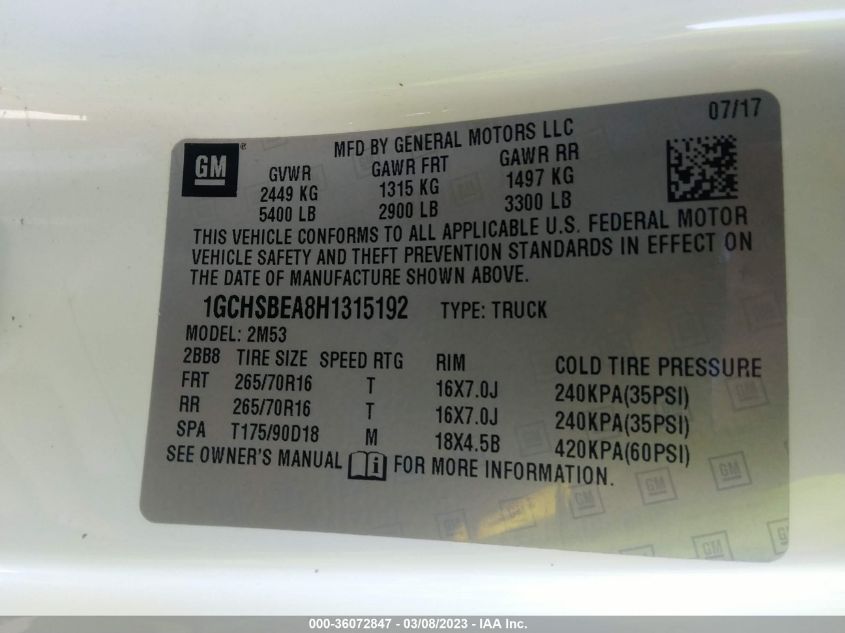 07/17
GM
®
MFD BY GENERAL MOTORS LLC
GVWR GAWR FRT GAWR RR
2449 KG 1315 KG 1497 KG
5400 LB 2900 LB 3300 LB
THIS VEHICLE CONFORMS TO ALL APPLICABLE U.S. FEDERAL MOTOR
VEHICLE SAFETY AND THEFT PREVENTION STANDARDS IN EFFECT ON
THE DATE OF MANUFACTURE SHOWN ABOVE.
1GCHSBEA8H1315192 TYPE: TRUCK
MODEL: 2M53
2BB8 TIRE SIZE SPEED RTG RIM COLD TIRE PRESSURE
FRT 265/70R16 T 16X7.0J 240KPA(35PSI)
RR 265/70R16 T 16X7.0J 240KPA(35PSI)
SPA T175/90D18 M 18X4.5B 420KPA(60PSI)
SEE OWNER'S MANUAL FOR MORE INFORMATION.
000-36072847 - 03/08/2023 - IAA Inc.